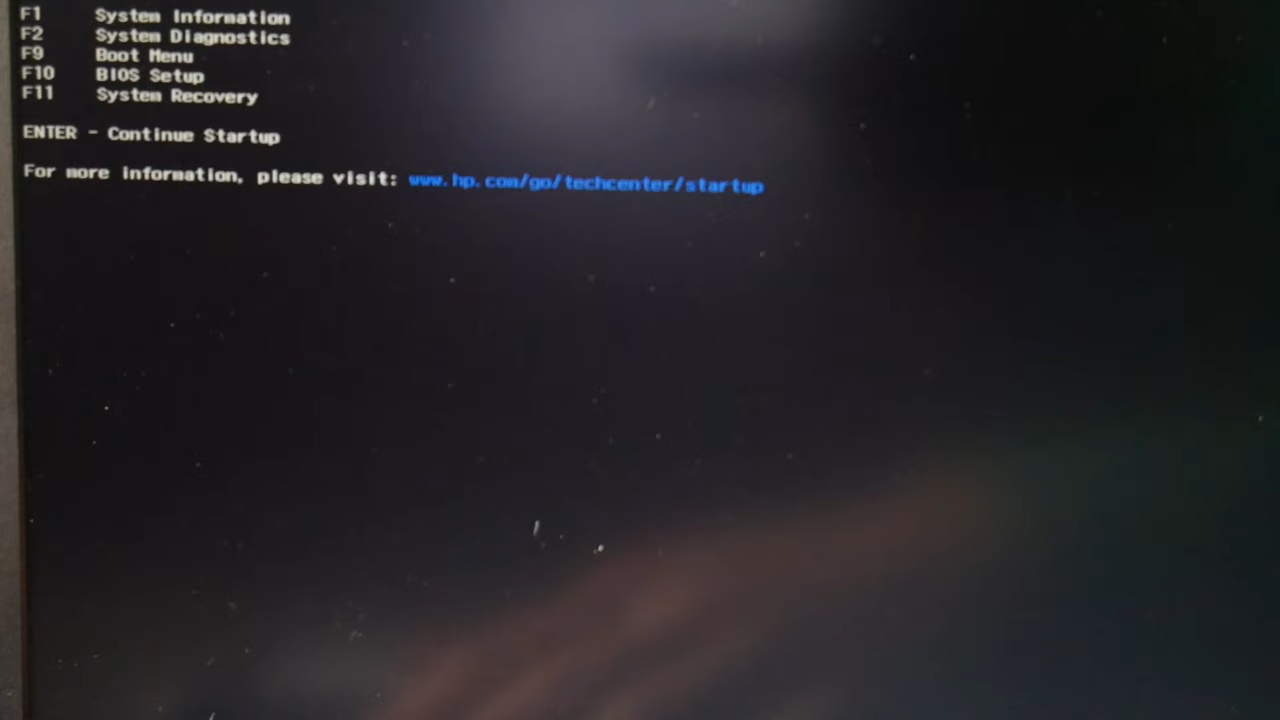 F1 System Information
F2 System Diagnostics
F9 Boot Menu
F10 BIOS Setup
F11 System Recovery
ENTER - Continue Startup
For more information, please visit: www.hp.com/go/techcenter/startup